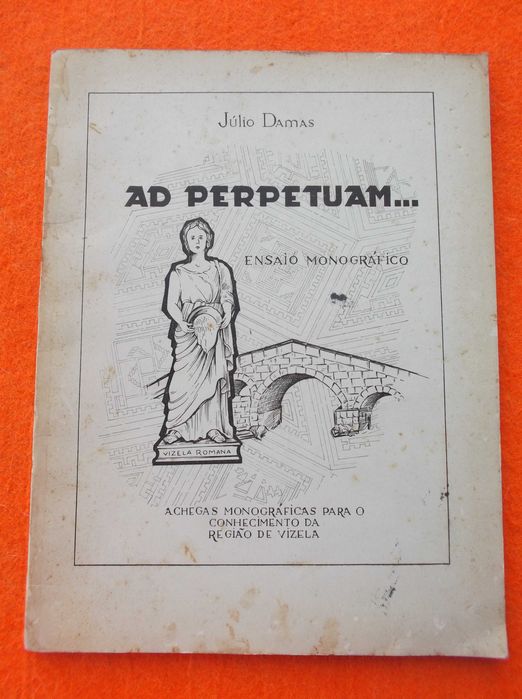 Júlio Damas
AD PERPETUAM...
ENSAIO MONOGRÁFICO
VIZELA ROMANA
ACHEGAS MONOGRÁFICAS PARA O
CONHECIMENTO DA
REGIÃO DE VIZELA